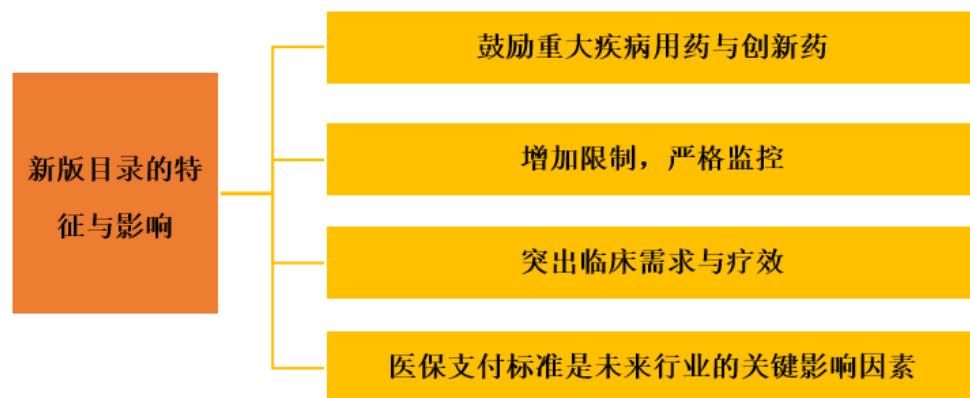 新版目录的特
征与影响
鼓励重大疾病用药与创新药
增加限制，严格监控
突出临床需求与疗效
医保支付标准是未来行业的关键影响因素